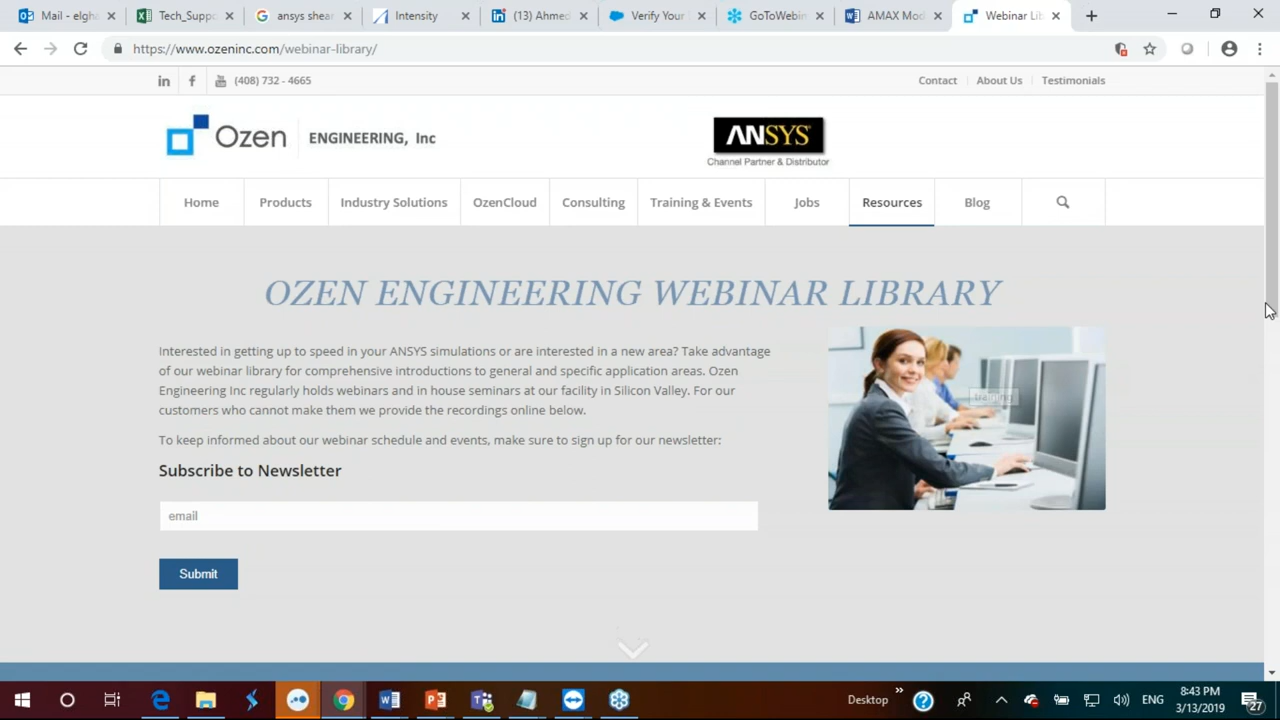 Mail - elgha
Tech_Suppo
ansys shear
Intensity
(13) Ahmed
Verify Your
GoToWebin
AMAX Mod
Webinar Lib
https://www.ozeninc.com/webinar-library/
(408) 732 - 4665
Contact
About Us
Testimonials
Ozen ENGINEERING, Inc
ANSYS
Channel Partner & Distributor
Home
Products
Industry Solutions
OzenCloud
Consulting
Training & Events
Jobs
Resources
Blog
OZEN ENGINEERING WEBINAR LIBRARY
Interested in getting up to speed in your ANSYS simulations or are interested in a new area? Take advantage
of our webinar library for comprehensive introductions to general and specific application areas. Ozen
Engineering Inc regularly holds webinars and in house seminars at our facility in Silicon Valley. For our
customers who cannot make them we provide the recordings online below.
training
To keep informed about our webinar schedule and events, make sure to sign up for our newsletter:
Subscribe to Newsletter
email
Submit
Desktop
ENG
8:43 PM
3/13/2019
27